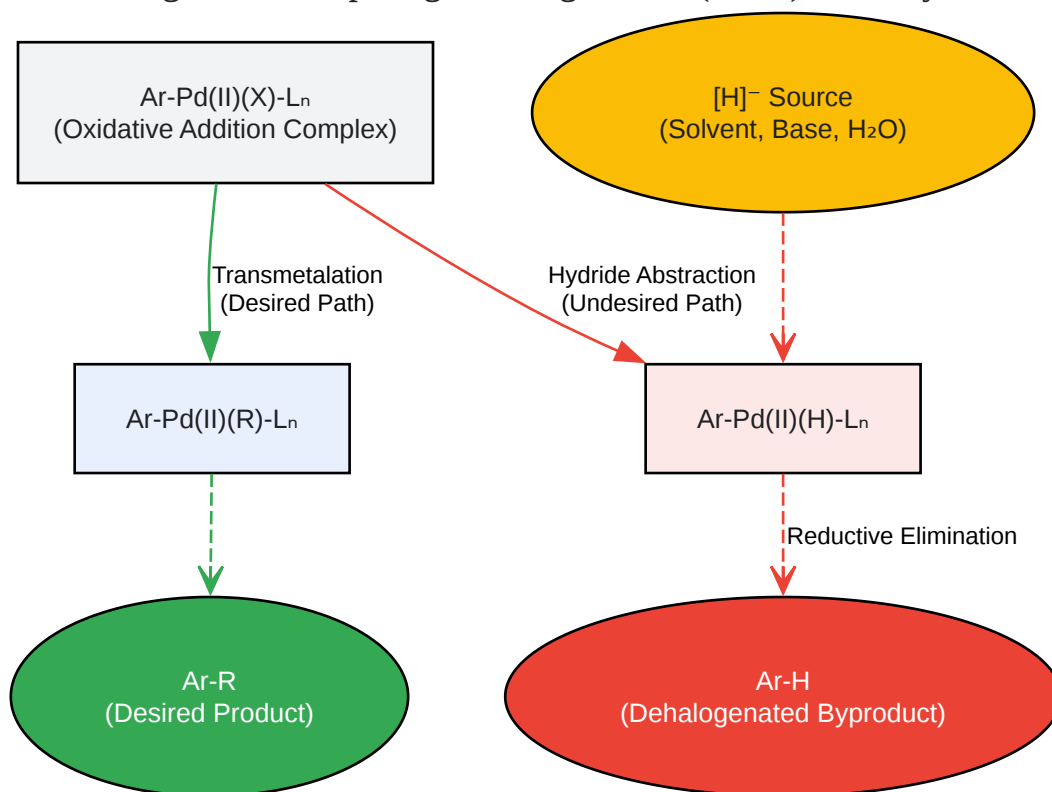 Ar-Pd(II)(X)-Lₙ
(Oxidative Addition Complex)
[H]⁻ Source
(Solvent, Base, H₂O)
Transmetalation
(Desired Path)
Hydride Abstraction
(Undesired Path)
Ar-Pd(II)(R)-Lₙ
Ar-Pd(II)(H)-Lₙ
Reductive Elimination
Ar-R
(Desired Product)
Ar-H
(Dehalogenated Byproduct)